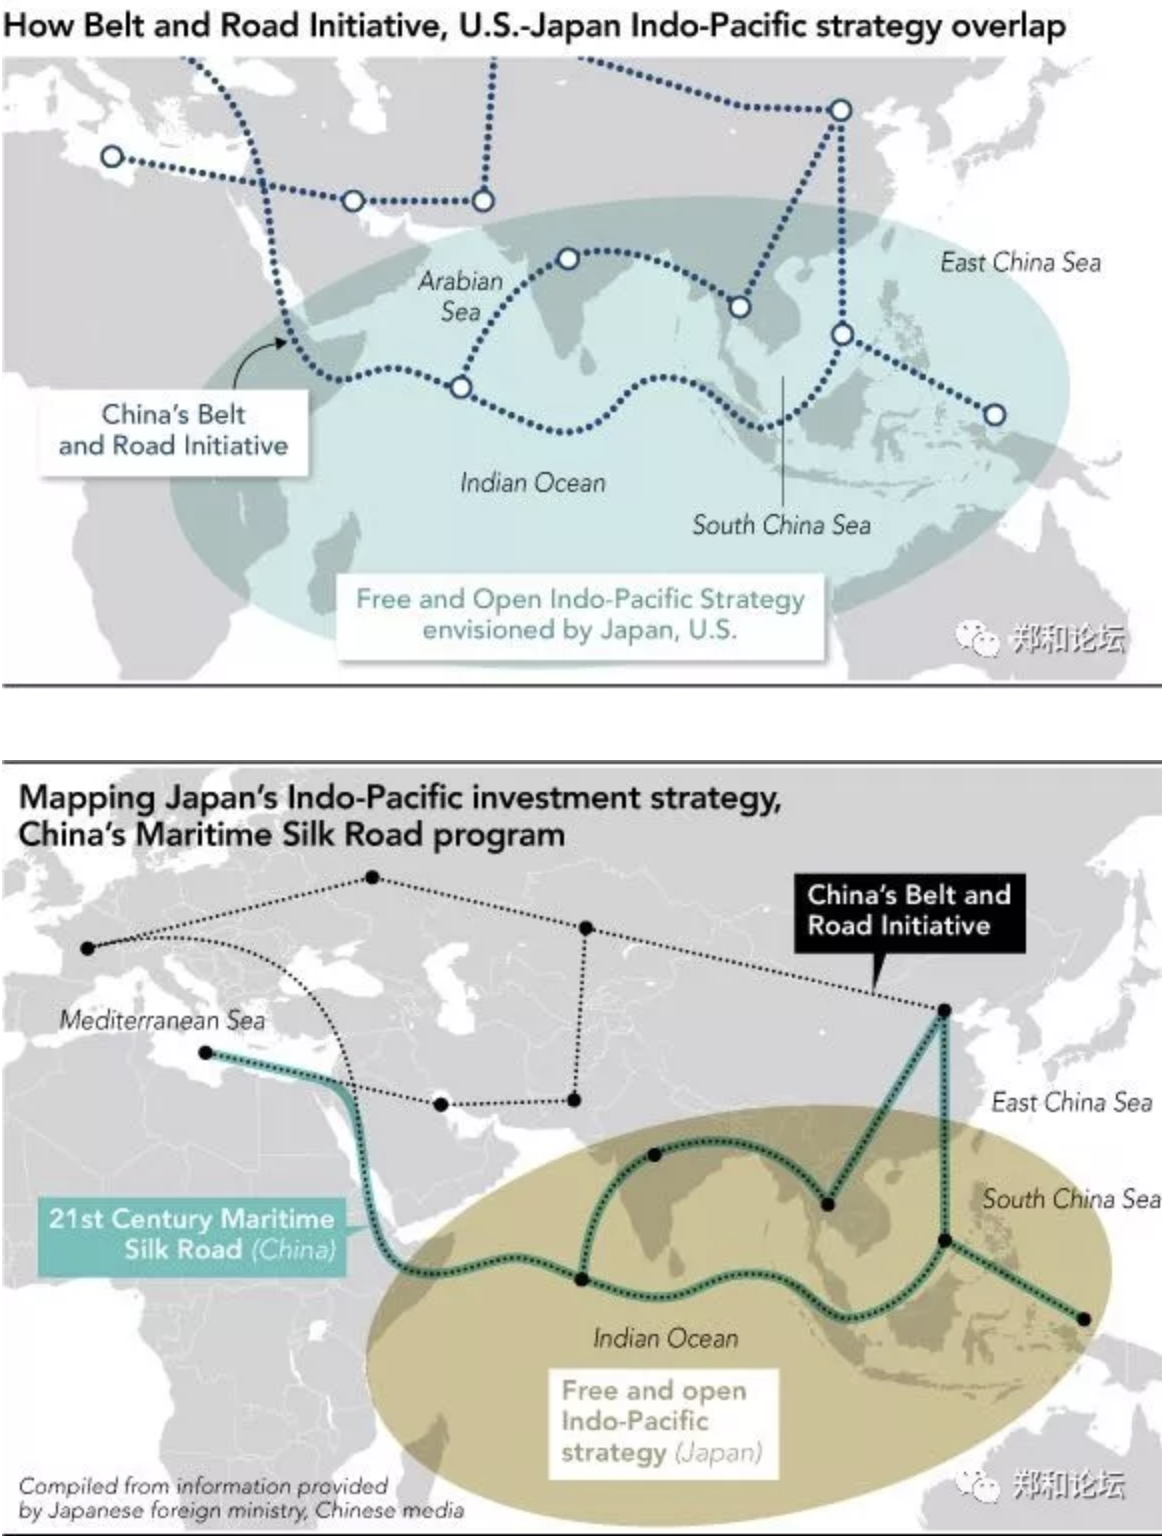 How Belt and Road Initiative, U.S.-Japan Indo-Pacific strategy overlap
East China Sea
Arabian
Sea
China's Belt
and Road Initiative
Indian Ocean
South China Sea
Free and Open Indo-Pacific Strategy
envisioned by Japan, U.S.
郑和论坛
Mapping Japan's Indo-Pacific investment strategy,
China's Maritime Silk Road program
China's Belt and
Road Initiative
Mediterranean Sea
East China Sea
South China Sea
21st Century Maritime
Silk Road (China)
Indian Ocean
Free and open
Indo-Pacific
strategy (Japan)
Compiled from information provided
by Japanese foreign ministry, Chinese media
郑和论坛